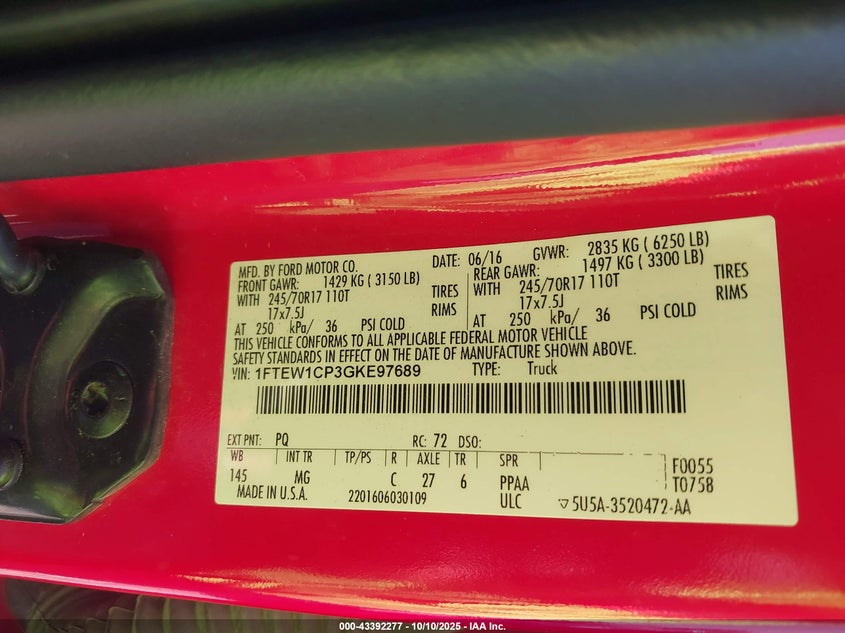 MFD. BY FORD MOTOR CO. DATE: 06/16 GVWR: 2835 KG ( 6250 LB)
FRONT GAWR: 1429 KG ( 3150 LB) REAR GAWR: 1497 KG ( 3300 LB)
WITH 245/70R17 110T TIRES WITH 245/70R17 110T TIRES
17x7.5J RIMS 17x7.5J RIMS
AT 250 kPa/ 36 PSI COLD AT 250 kPa/ 36 PSI COLD
THIS VEHICLE CONFORMS TO ALL APPLICABLE FEDERAL MOTOR VEHICLE
SAFETY STANDARDS IN EFFECT ON THE DATE OF MANUFACTURE SHOWN ABOVE.
VIN: 1FTEW1CP3GKE97689 TYPE: Truck
EXT PNT: PQ RC: 72 DSO:
WB INT TR TP/PS R AXLE TR SPR F0055
145 MG C 27 6 PPAA T0758
MADE IN U.S.A. 2201606030109 ULC ▽5U5A-3520472-AA
000-43392277 - 10/10/2025 - IAA Inc.